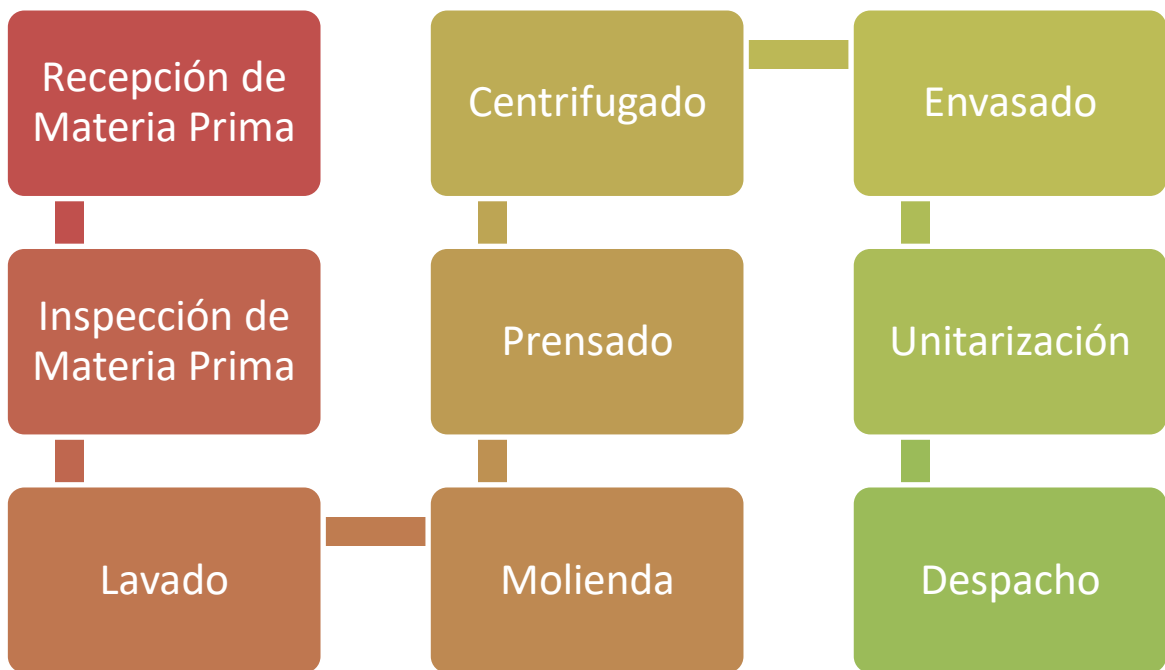 Recepción de
Materia Prima
Inspección de
Materia Prima
Lavado
Molienda
Prensado
Centrifugado
Envasado
Unitarización
Despacho